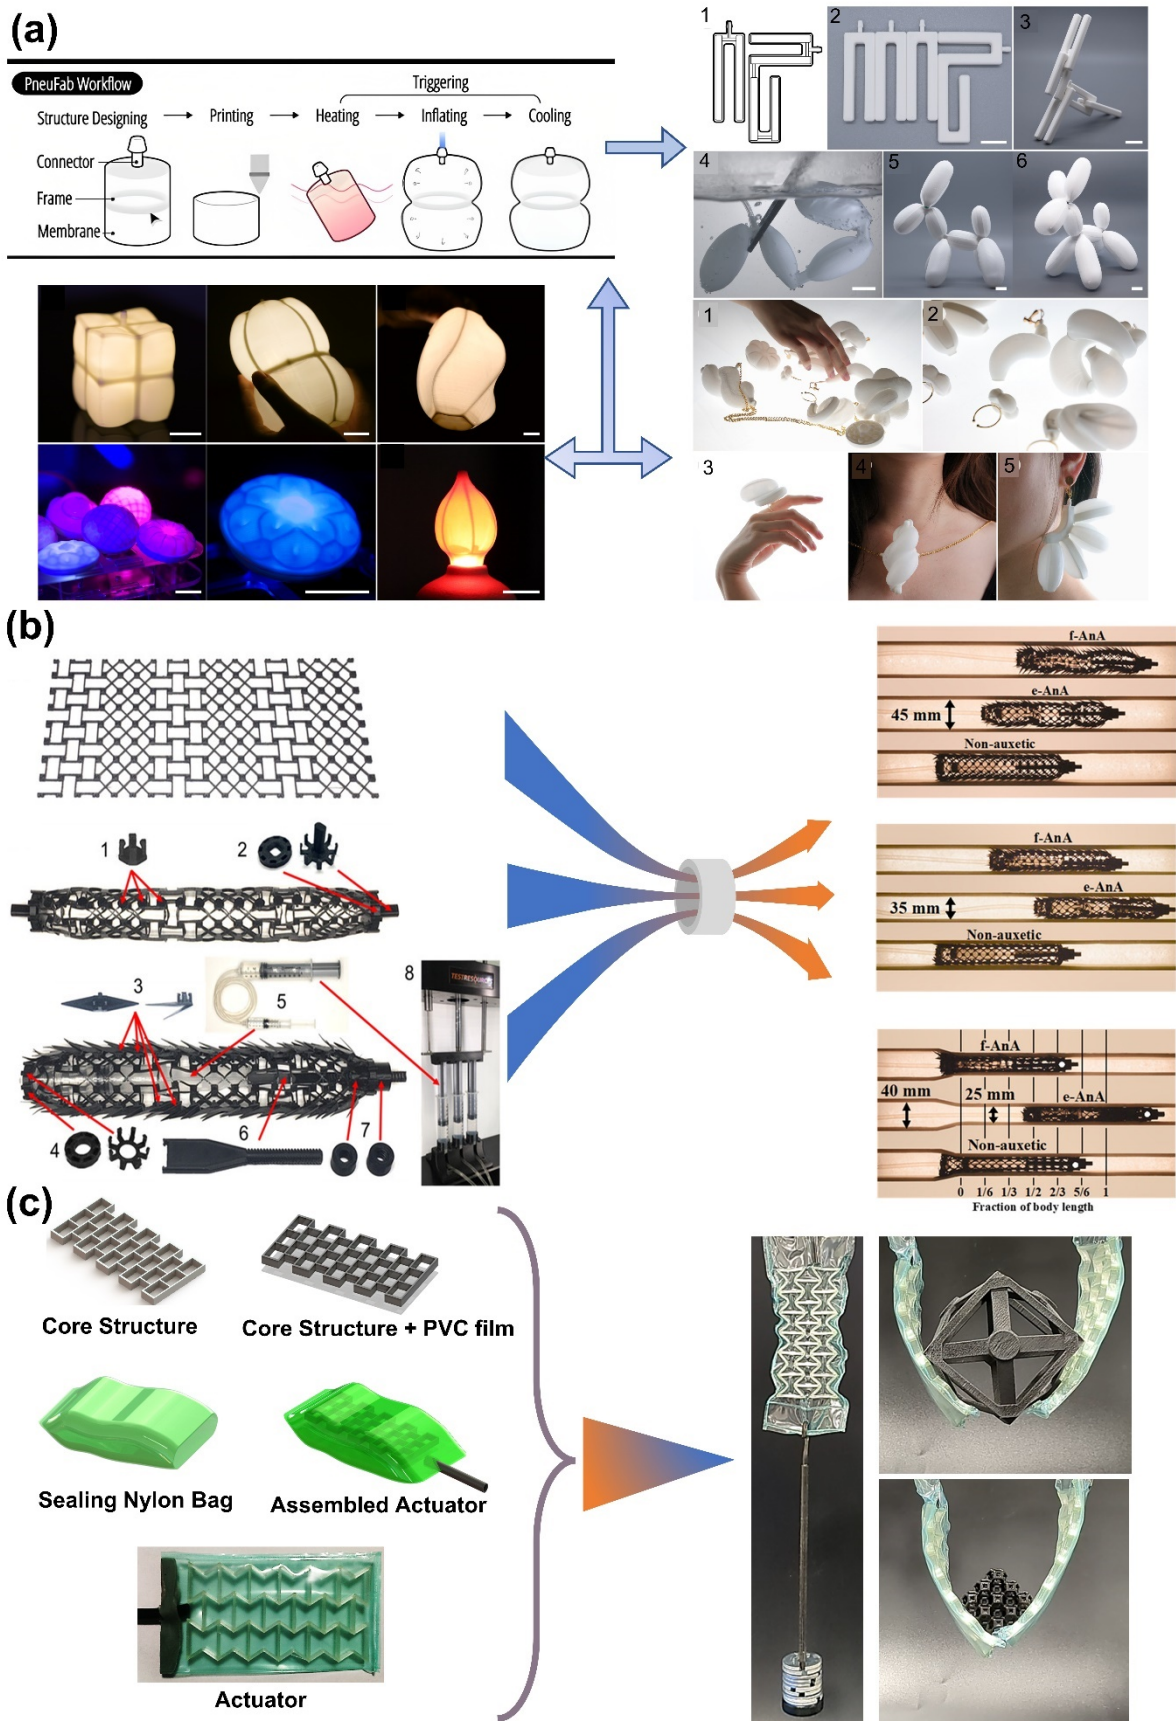 (a)
PneuFab Workflow
Triggering
Structure Designing
Printing
Heating
Inflating
Cooling
Connector
Frame
Membrane
1
2
3
4
5
6
1
2
3
4
5
(b)
1
2
3
5
8
4
6
7
f-AnA
e-AnA
45 mm
Non-auxetic
f-AnA
e-AnA
35 mm
Non-auxetic
f-AnA
40 mm
25 mm
e-AnA
Non-auxetic
0 1/6 1/3 1/2 2/3 5/6 1
Fraction of body length
(c)
Core Structure
Core Structure + PVC film
Sealing Nylon Bag
Assembled Actuator
Actuator